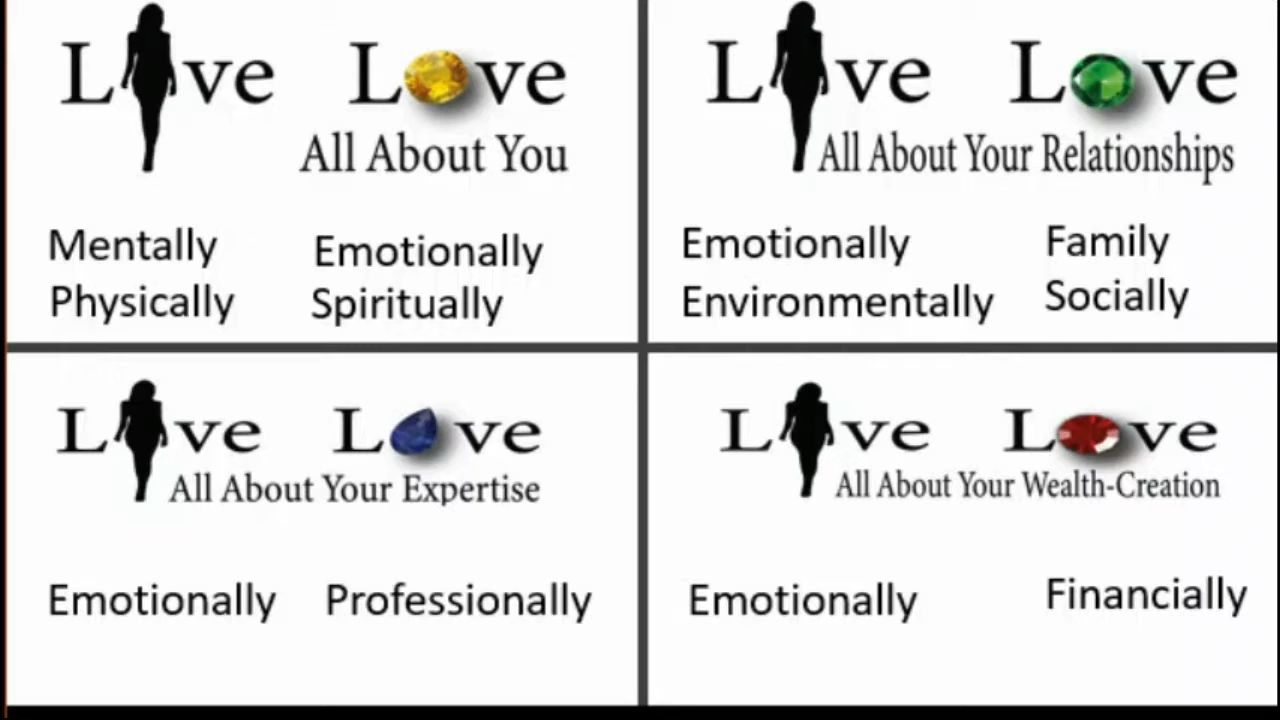 Live Love
All About You
Mentally Emotionally
Physically Spiritually
Live Love
All About Your Relationships
Emotionally Family
Environmentally Socially
Live Love
All About Your Expertise
Emotionally Professionally
Live Love
All About Your Wealth-Creation
Emotionally Financially